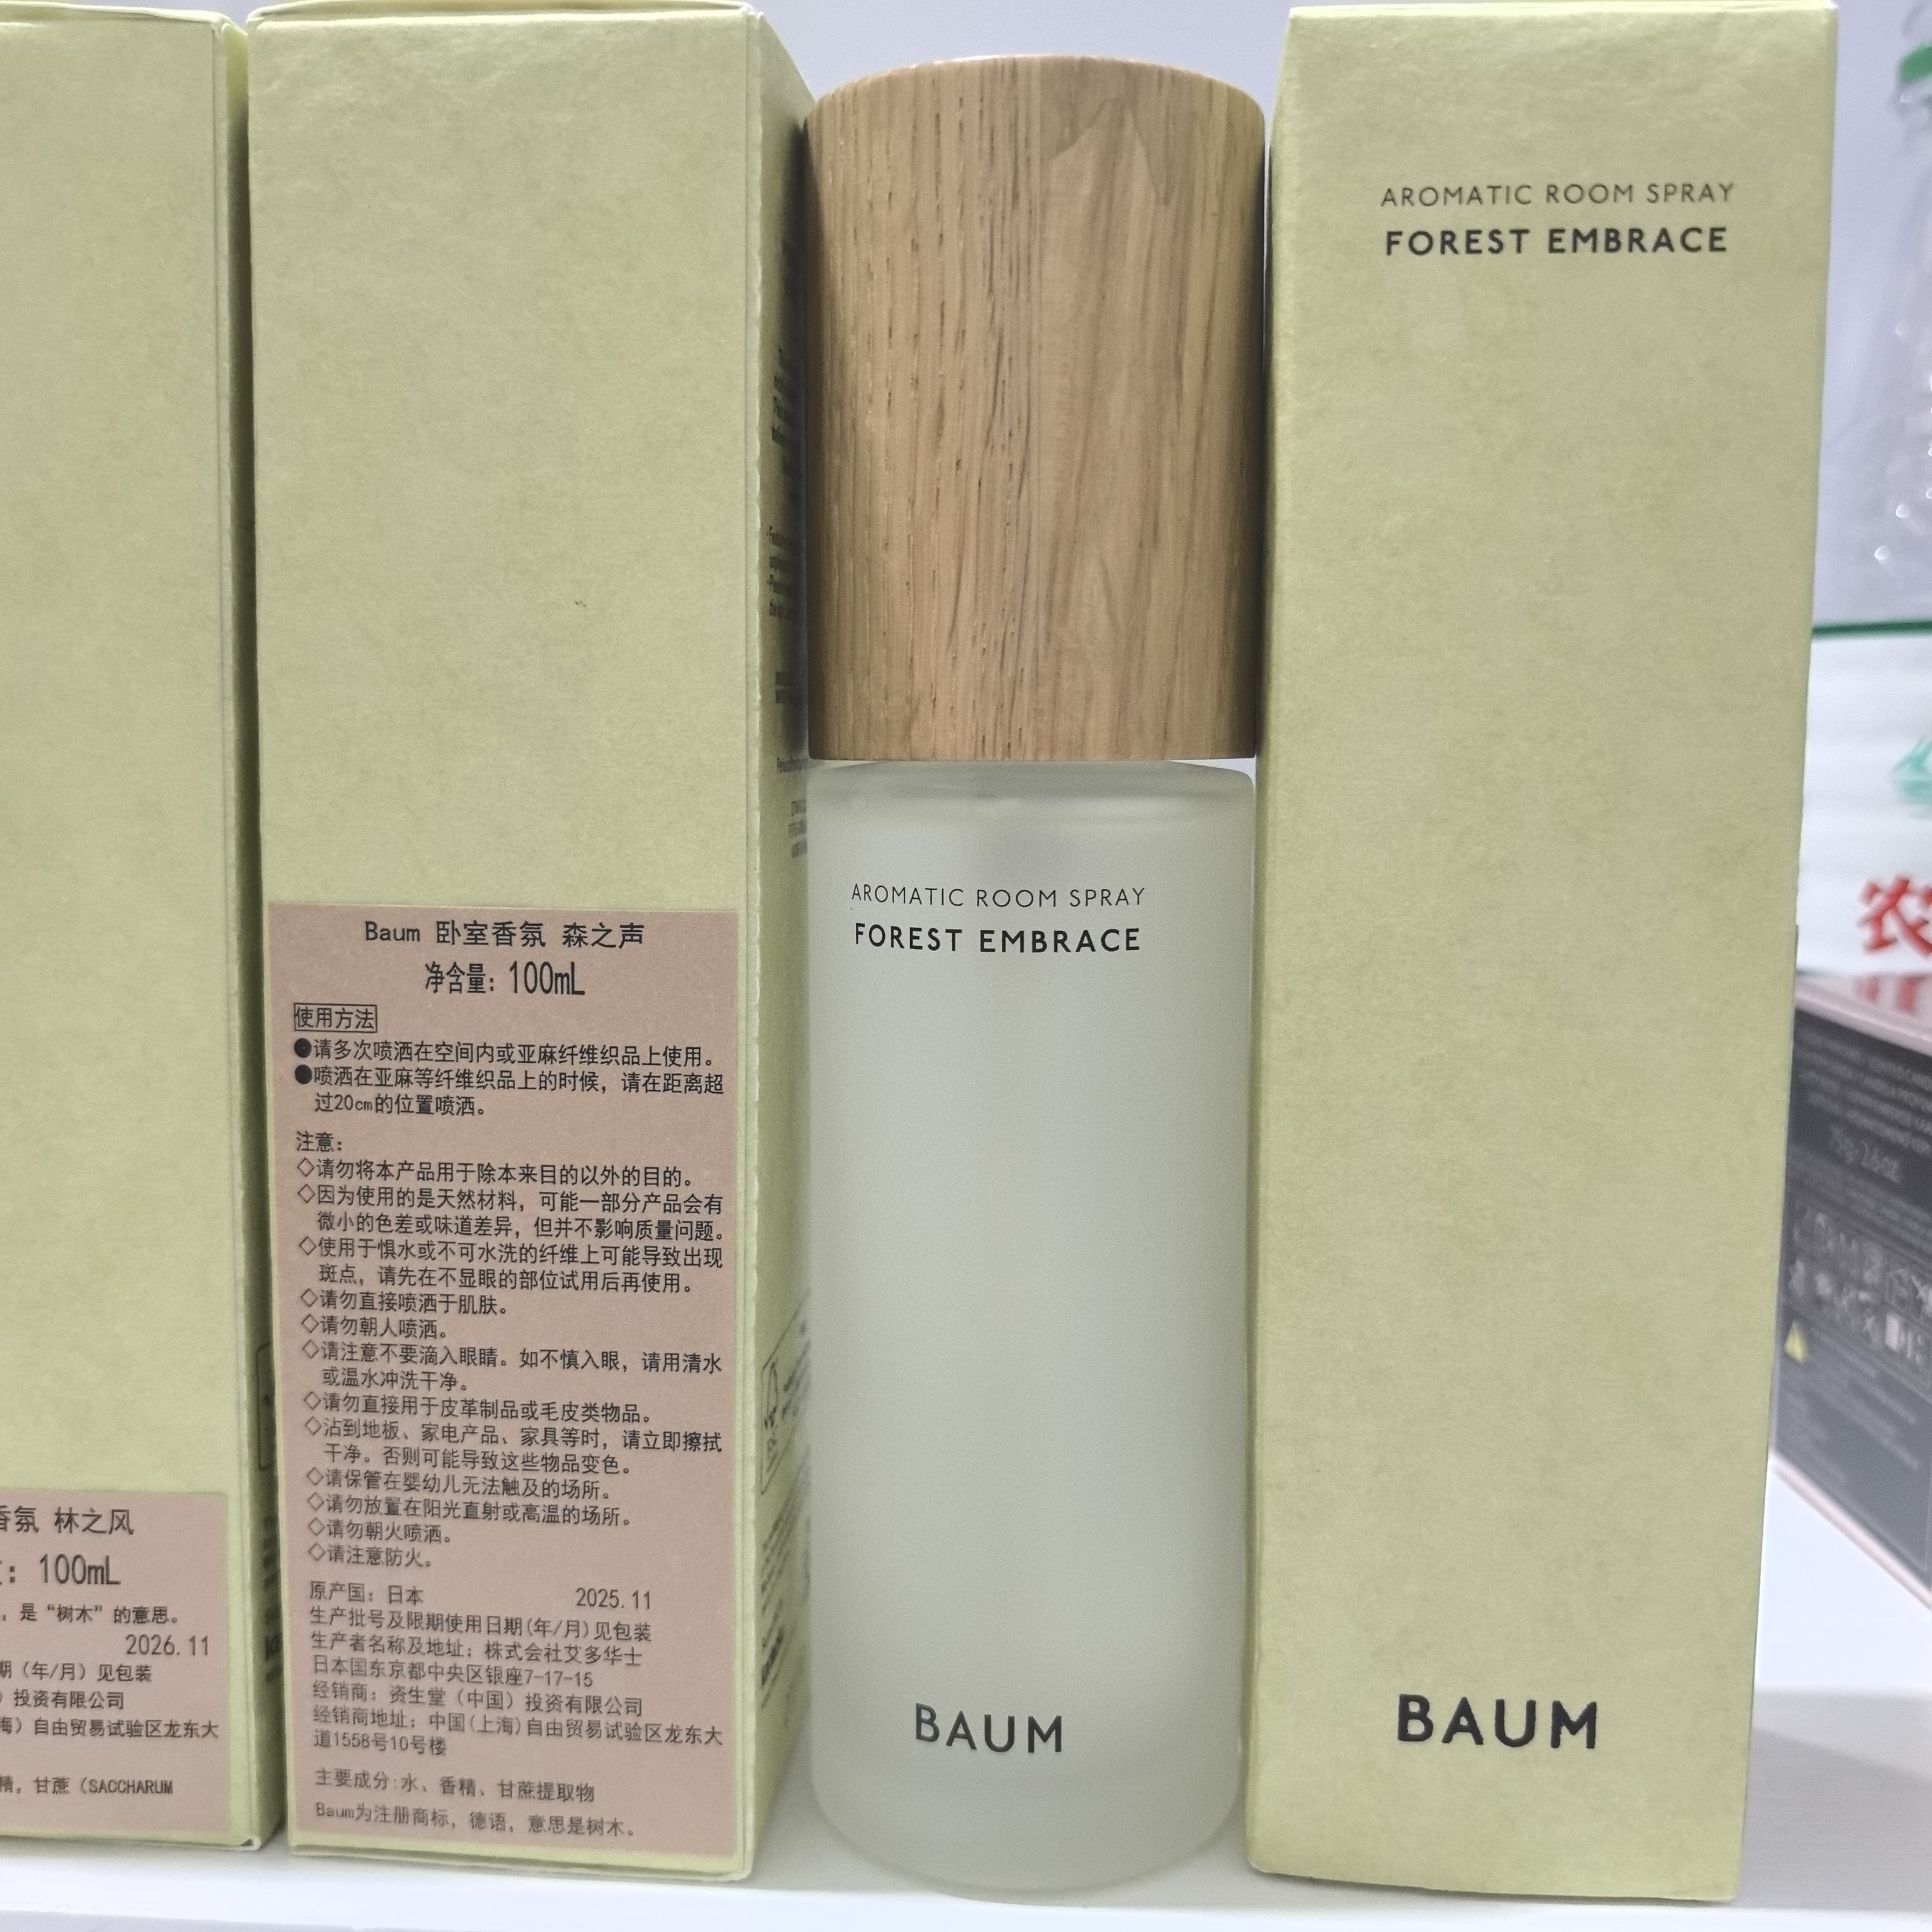 香氛 林之风
: 100mL
，是“树木”的意思。
2026.11
期（年/月）见包装
）投资有限公司
海）自由贸易试验区龙东大
精，甘蔗（SACCHARUM
Baum 卧室香氛 森之声
净含量：100mL
使用方法
●请多次喷洒在空间内或亚麻纤维织品上使用。
●喷洒在亚麻等纤维织品上的时候，请在距离超
过20cm的位置喷洒。
注意：
◇请勿将本产品用于除本来目的以外的目的。
◇因为使用的是天然材料，可能一部分产品会有
微小的色差或味道差异，但并不影响质量问题。
◇使用于惧水或不可水洗的纤维上可能导致出现
斑点，请先在不显眼的部位试用后再使用。
◇请勿直接喷洒于肌肤。
◇请勿朝人喷洒。
◇请注意不要滴入眼睛。如不慎入眼，请用清水
或温水冲洗干净。
◇请勿直接用于皮革制品或毛皮类物品。
◇沾到地板、家电产品、家具等时，请立即擦拭
干净。否则可能导致这些物品变色。
◇请保管在婴幼儿无法触及的场所。
◇请勿放置在阳光直射或高温的场所。
◇请勿朝火喷洒。
◇请注意防火。
原产国：日本 2025.11
生产批号及限期使用日期(年/月)见包装
生产者名称及地址：株式会社艾多华士
日本国东京都中央区银座7-17-15
经销商：资生堂（中国）投资有限公司
经销商地址：中国(上海)自由贸易试验区龙东大
道1558号10号楼
主要成分:水、香精、甘蔗提取物
Baum为注册商标，德语，意思是树木。
AROMATIC ROOM SPRAY
FOREST EMBRACE
BAUM
AROMATIC ROOM SPRAY
FOREST EMBRACE
BAUM
农